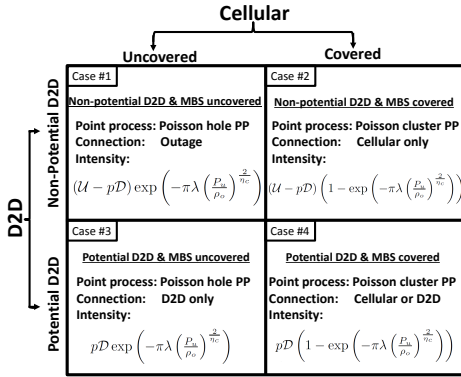 Cellular
Uncovered
Covered
D2D
Non-Potential D2D
Potential D2D
Case #1
Non-potential D2D & MBS uncovered
Point process: Poisson hole PP
Connection: Outage
Intensity:
(𝒰 − p𝒟) exp(−πλ(P_u/ρ_o)^{2/η_c})
Case #2
Non-potential D2D & MBS covered
Point process: Poisson cluster PP
Connection: Cellular only
Intensity:
(𝒰 − p𝒟)(1 − exp(−πλ(P_u/ρ_o)^{2/η_c}))
Case #3
Potential D2D & MBS uncovered
Point process: Poisson hole PP
Connection: D2D only
Intensity:
p𝒟 exp(−πλ(P_u/ρ_o)^{2/η_c})
Case #4
Potential D2D & MBS covered
Point process: Poisson cluster PP
Connection: Cellular or D2D
Intensity:
p𝒟(1 − exp(−πλ(P_u/ρ_o)^{2/η_c}))